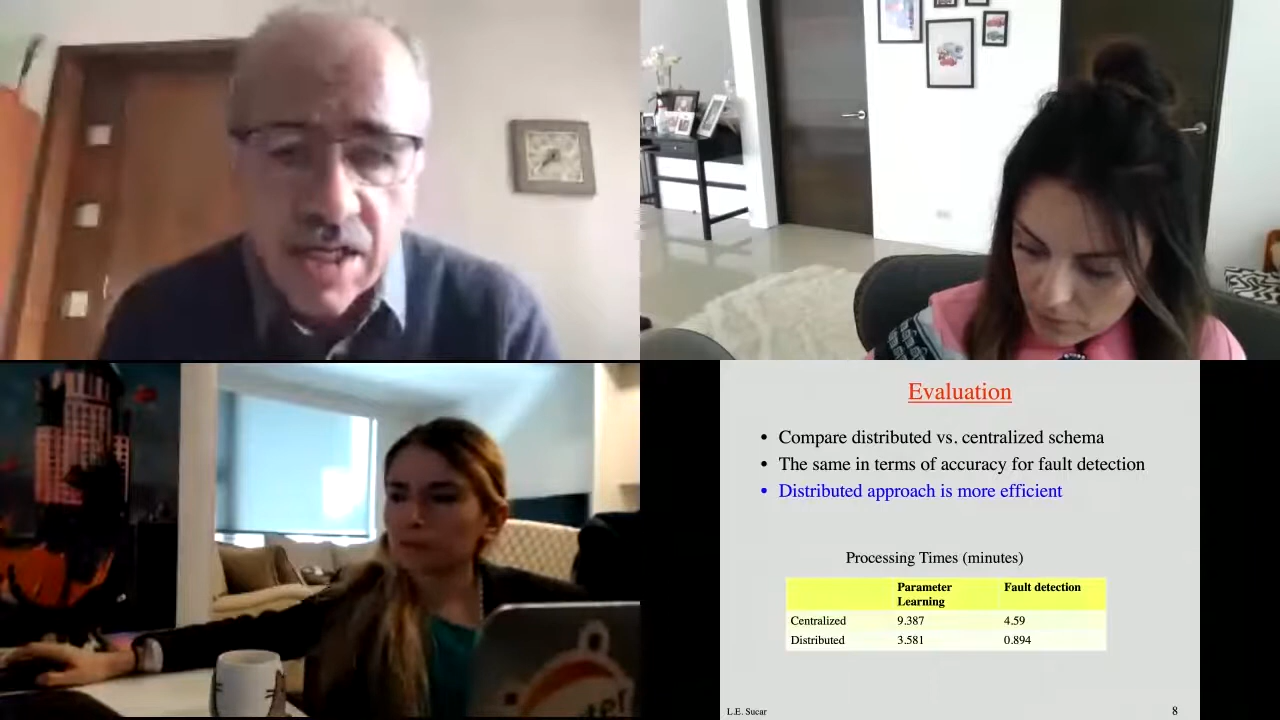 Evaluation
• Compare distributed vs. centralized schema
• The same in terms of accuracy for fault detection
• Distributed approach is more efficient
Processing Times (minutes)
Parameter Learning Fault detection
Centralized 9.387 4.59
Distributed 3.581 0.894
L.E. Sucar 8